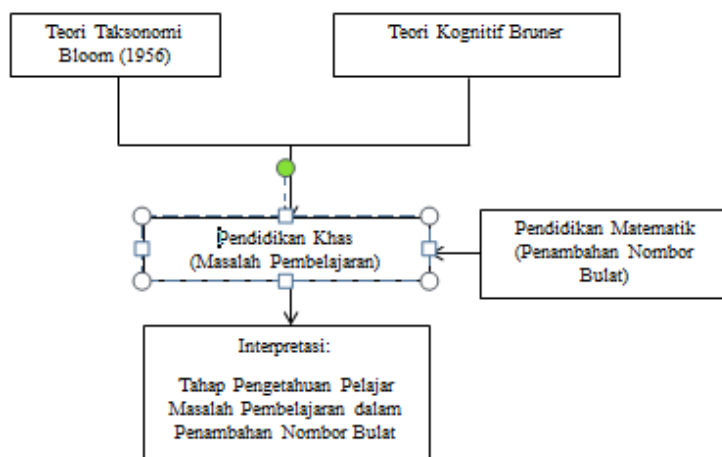 Teori Taksonomi
Bloom (1956)
Teori Kognitif Bruner
Pendidikan Khas
(Masalah Pembelajaran)
Pendidikan Matematik
(Penambahan Nombor
Bulat)
Interpretasi:
Tahap Pengetahuan Pelajar
Masalah Pembelajaran dalam
Penambahan Nombor Bulat